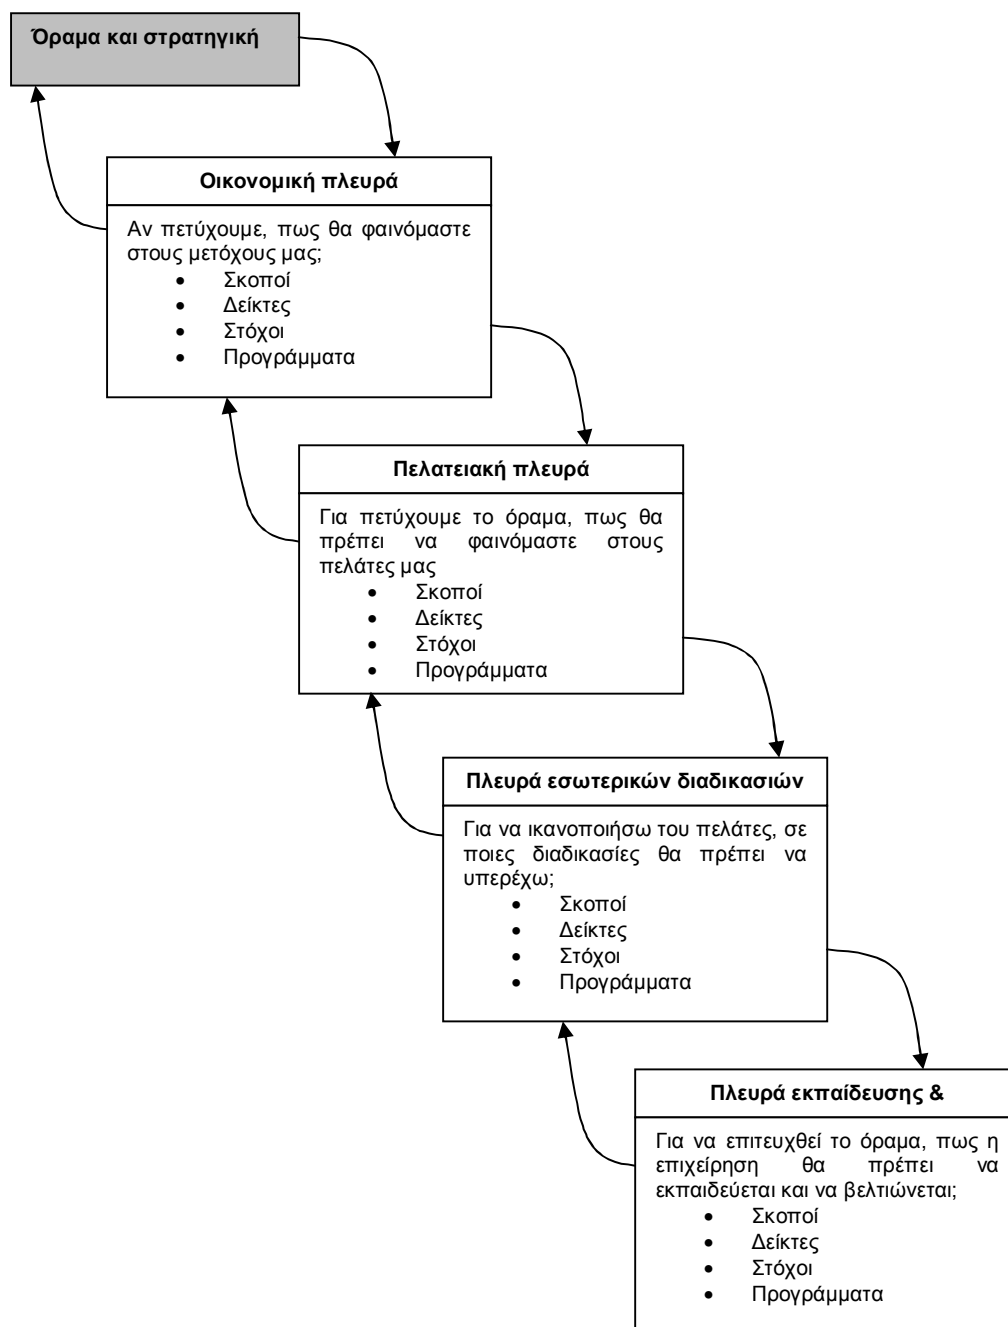 Όραμα και στρατηγική
Οικονομική πλευρά
Αν πετύχουμε, πως θα φαινόμαστε
στους μετόχους μας;
• Σκοποί
• Δείκτες
• Στόχοι
• Προγράμματα
Πελατειακή πλευρά
Για πετύχουμε το όραμα, πως θα
πρέπει να φαινόμαστε στους
πελάτες μας
• Σκοποί
• Δείκτες
• Στόχοι
• Προγράμματα
Πλευρά εσωτερικών διαδικασιών
Για να ικανοποιήσω του πελάτες, σε
ποιες διαδικασίες θα πρέπει να
υπερέχω;
• Σκοποί
• Δείκτες
• Στόχοι
• Προγράμματα
Πλευρά εκπαίδευσης &
Για να επιτευχθεί το όραμα, πως η
επιχείρηση θα πρέπει να
εκπαιδεύεται και να βελτιώνεται;
• Σκοποί
• Δείκτες
• Στόχοι
• Προγράμματα